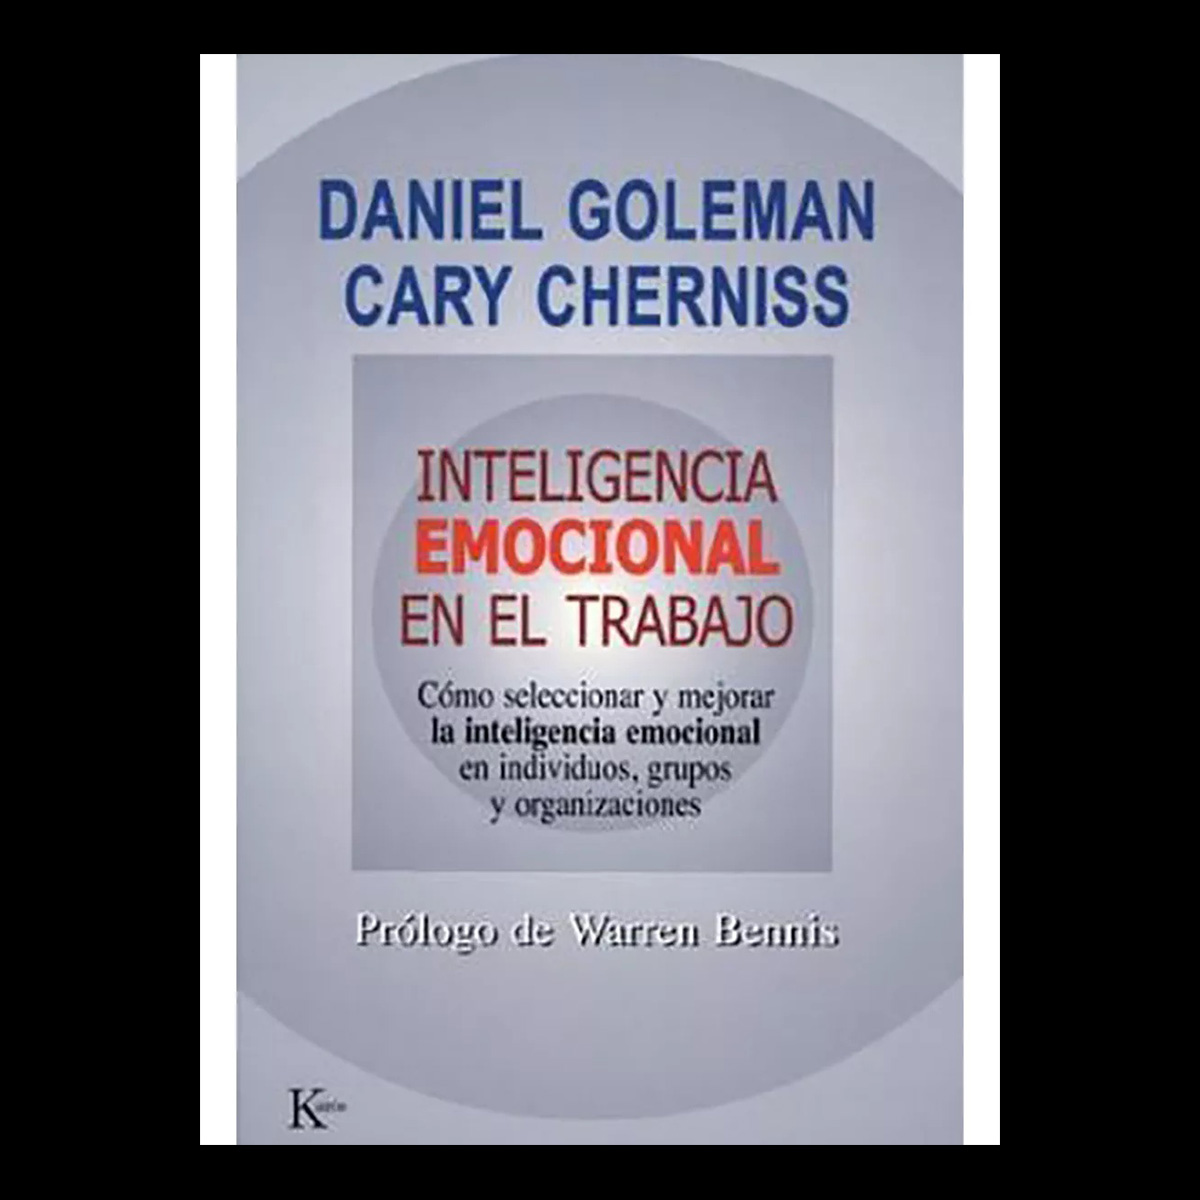 DANIEL GOLEMAN
CARY CHERNISS
INTELIGENCIA
EMOCIONAL
EN EL TRABAJO
Cómo seleccionar y mejorar
la inteligencia emocional
en individuos, grupos
y organizaciones
Prólogo de Warren Bennis
Kairós